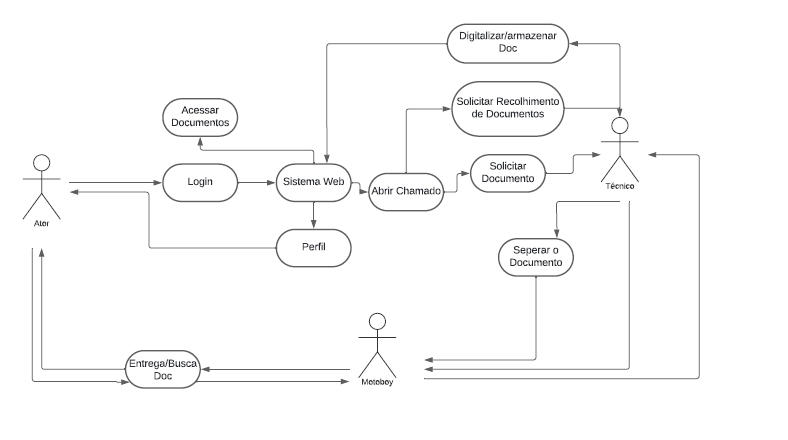 Digitalizar/armazenar
Doc
Acessar
Documentos
Solicitar Recolhimento
de Documentos
Login
Sistema Web
Abrir Chamado
Solicitar
Documento
Técnico
Ator
Perfil
Seperar o
Documento
Entrega/Busca
Doc
Motoboy